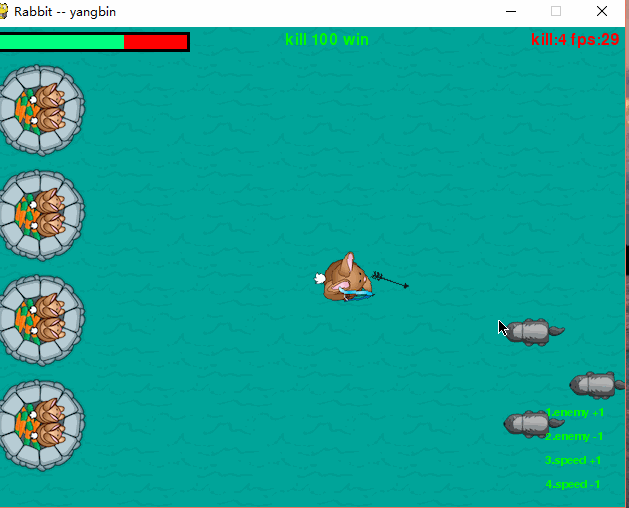 Rabbit -- yangbin
kill 100 win
kill:4 fps:29
1.enemy +1
2.enemy -1
3.speed +1
4.speed -1